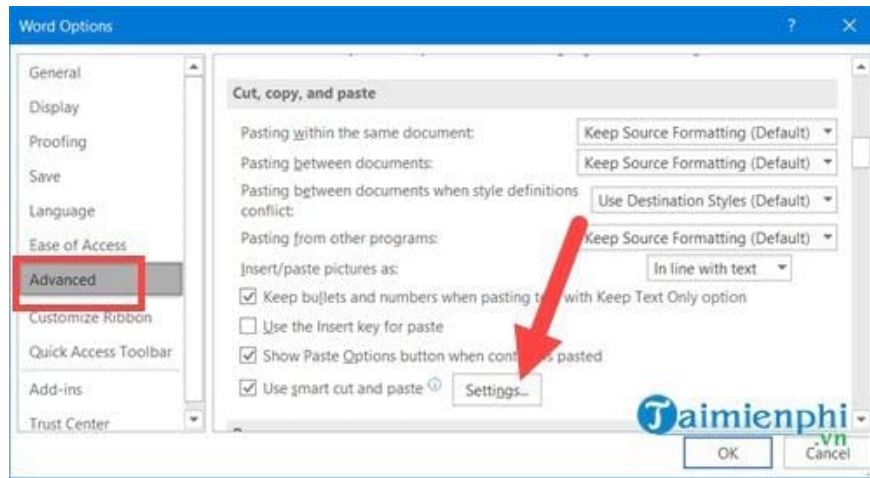 Word Options
General
Display
Proofing
Save
Language
Ease of Access
Advanced
Customize Ribbon
Quick Access Toolbar
Add-ins
Trust Center
Cut, copy, and paste
Pasting within the same document: Keep Source Formatting (Default)
Pasting between documents: Keep Source Formatting (Default)
Pasting between documents when style definitions
conflict: Use Destination Styles (Default)
Pasting from other programs: Keep Source Formatting (Default)
Insert/paste pictures as: In line with text
Keep bullets and numbers when pasting with Keep Text Only option
Use the Insert key for paste
Show Paste Options button when pasted
Use smart cut and paste Settings...
Taimienphi
.vn
OK Cancel